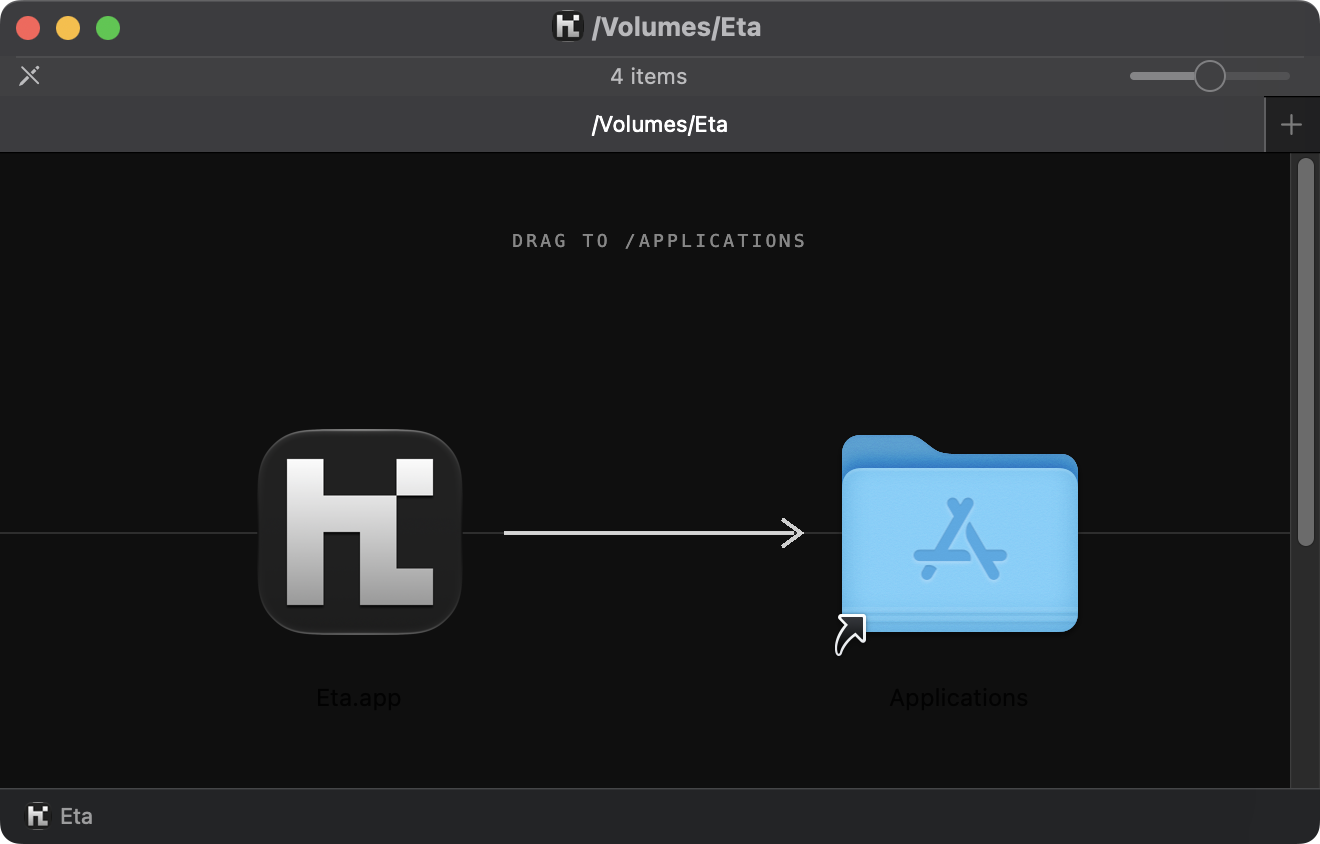 /Volumes/Eta
4 items
/Volumes/Eta
DRAG TO /APPLICATIONS
Eta.app
Applications
Eta